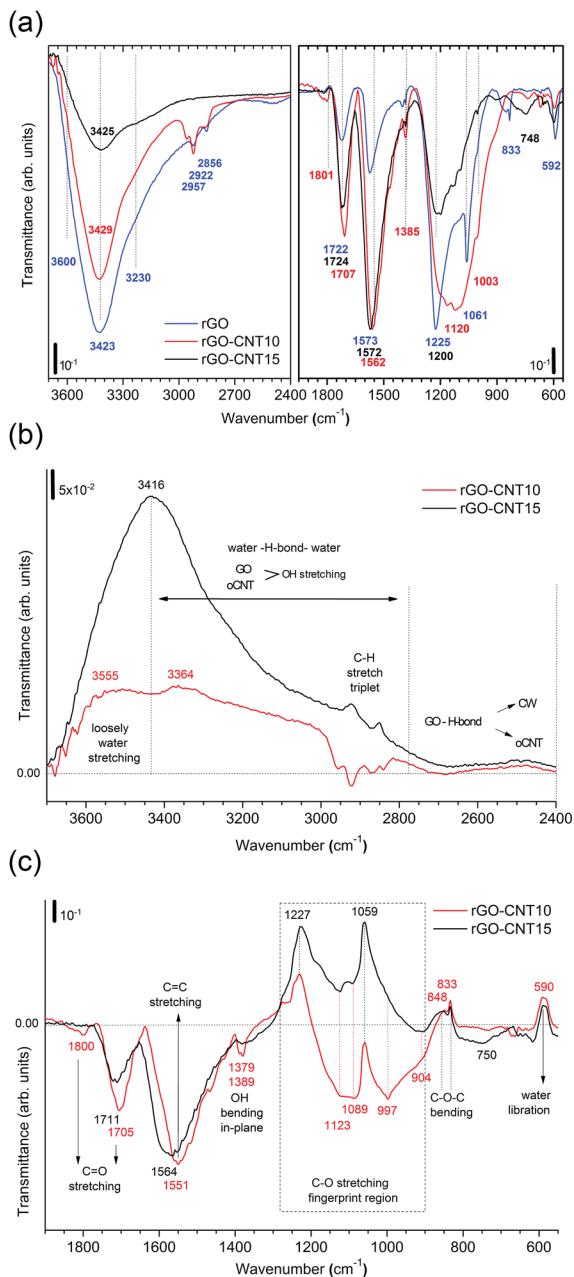 (a)
Transmittance (arb. units)
3425
2856
2922
2957
3429
3600
3230
rGO
rGO-CNT10
rGO-CNT15
3423
10⁻¹
3600
3300
3000
2700
2400
Wavenumber (cm⁻¹)
748
833
592
1801
1385
1722
1724
1707
1003
1061
1120
1573
1572
1562
1225
1200
10⁻¹
1800
1500
1200
900
600
Wavenumber (cm⁻¹)
(b)
Transmittance (arb. units)
5x10⁻²
3416
rGO-CNT10
rGO-CNT15
water -H-bond- water
GO
oCNT
OH stretching
C-H
stretch
triplet
3555
3364
CW
GO - H-bond
oCNT
loosely
water
stretching
0.00
3600
3400
3200
3000
2800
2600
2400
Wavenumber (cm⁻¹)
(c)
Transmittance (arb. units)
10⁻¹
1227
1059
rGO-CNT10
rGO-CNT15
C=C
stretching
833
848
590
0.00
1800
1379
1389
OH
bending
in-plane
904
750
1711
1705
1123
1089
997
C-O-C
bending
water
libration
C=O
stretching
1564
1551
C-O stretching
fingerprint region
0.00
1800
1600
1400
1200
1000
800
600
Wavenumber (cm⁻¹)